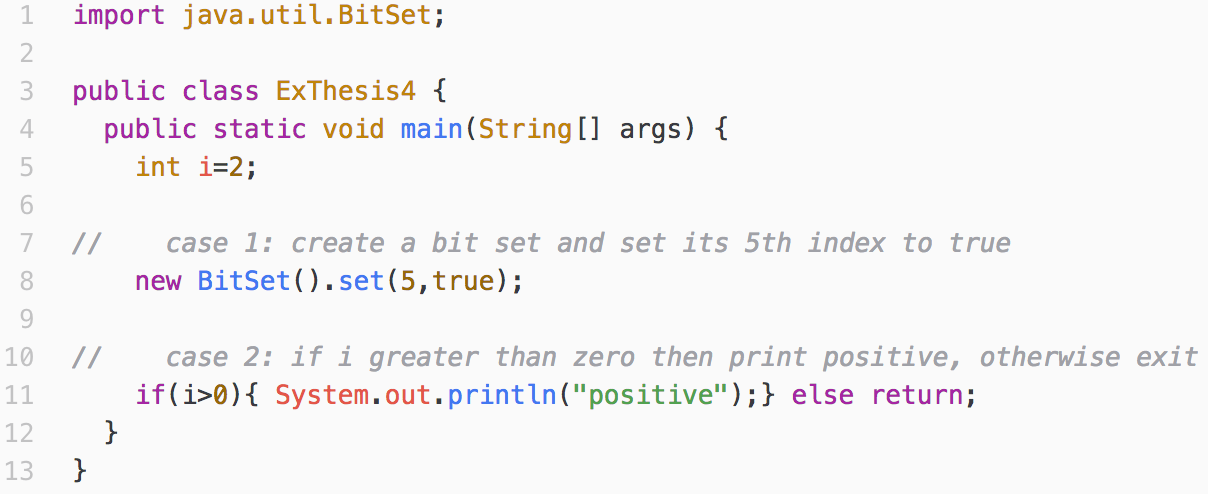 1 import java.util.BitSet;
2
3 public class ExThesis4 {
4   public static void main(String[] args) {
5     int i=2;
6
7 //    case 1: create a bit set and set its 5th index to true
8     new BitSet().set(5,true);
9
10 //    case 2: if i greater than zero then print positive, otherwise exit
11     if(i>0){ System.out.println("positive");} else return;
12   }
13 }